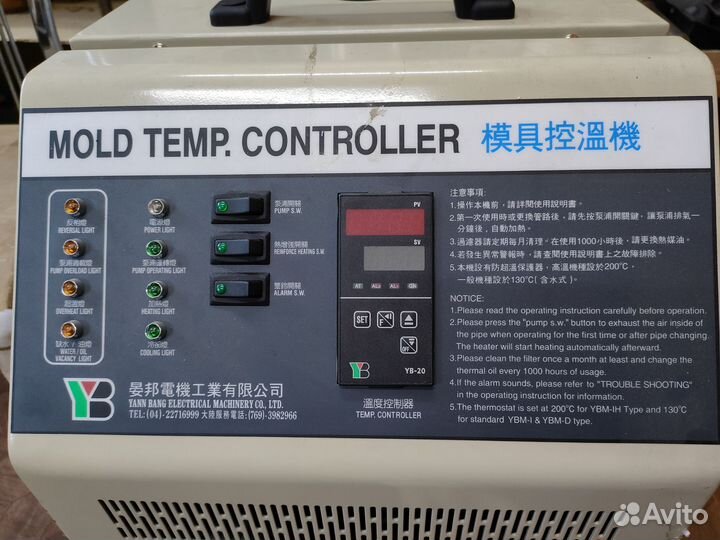 MOLD TEMP. CONTROLLER 模具控溫機
反相燈
REVERSAL LIGHT
泵浦過載燈
PUMP OVERLOAD LIGHT
超溫燈
OVERHEAT LIGHT
缺水/油燈
WATER / OIL
VACANCY LIGHT
電源燈
POWER LIGHT
泵浦運轉燈
PUMP OPERATING LIGHT
加熱燈
HEATING LIGHT
冷卻燈
COOLING LIGHT
泵浦開關
PUMP S.W.
熱增強開關
REINFORCE HEATING S.W.
警鈴開關
ALARM S.W.
PV
SV
AT AL1 AL2 C/H
SET
F
OFF
YB-20
溫度控制器
TEMP. CONTROLLER
注意事項:
1.操作本機前,請詳閱使用說明書。
2.第一次使用時或更換管路後,請先按泵浦開關鍵,讓泵浦排氣一
分鐘後,自動加熱。
3.過濾器請定期每月清理。在使用1000小時後,請更換熱媒油。
4.若發生異常警報時,請查閱使用說明書上之故障排除。
5.本機設有防超溫保護器,高溫機種設於200°C,
一般機種設於130°C(含水式)。
NOTICE:
1.Please read the operating instruction carefully before operation.
2.Please press the "pump s.w." button to exhaust the air inside of
the pipe when operating for the first time or after pipe changing.
The heater will start heating automatically afterward.
3.Please clean the filter once a month at least and change the
thermal oil every 1000 hours of usage.
4.If the alarm sounds, please refer to "TROUBLE SHOOTING"
in the operating instruction for information.
5.The thermostat is set at 200°C for YBM-IH Type and 130°C
for standard YBM-I & YBM-D type.
YB
晏邦電機工業有限公司
YANN BANG ELECTRICAL MACHINERY CO., LTD.
TEL:(04)-22716999 大陸服務電話:(769)-3982966
Avito